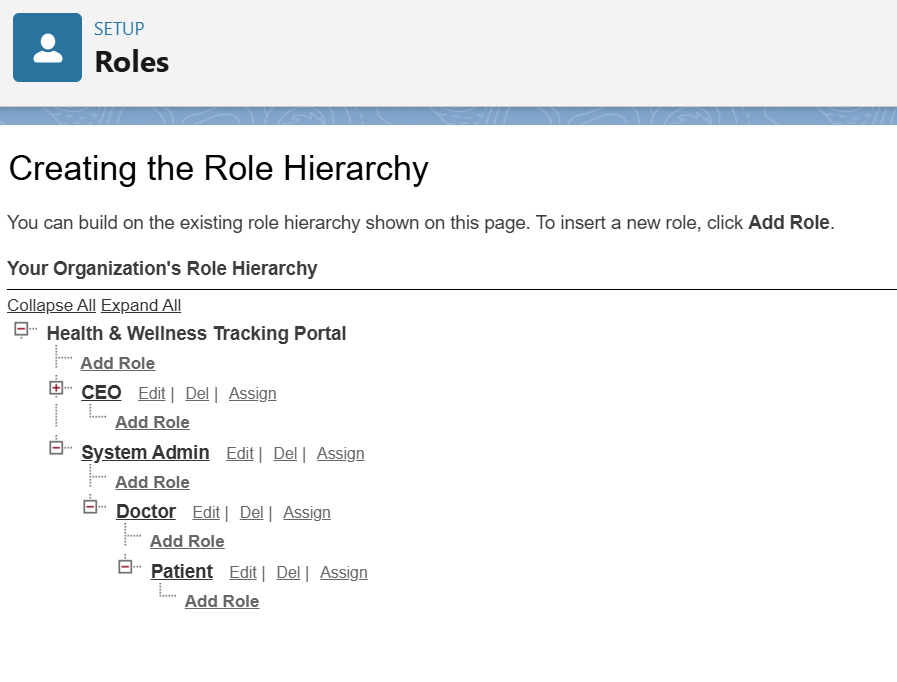 SETUP
Roles
Creating the Role Hierarchy
You can build on the existing role hierarchy shown on this page. To insert a new role, click Add Role.
Your Organization's Role Hierarchy
Collapse All Expand All
Health & Wellness Tracking Portal
Add Role
CEO Edit | Del | Assign
Add Role
System Admin Edit | Del | Assign
Add Role
Doctor Edit | Del | Assign
Add Role
Patient Edit | Del | Assign
Add Role